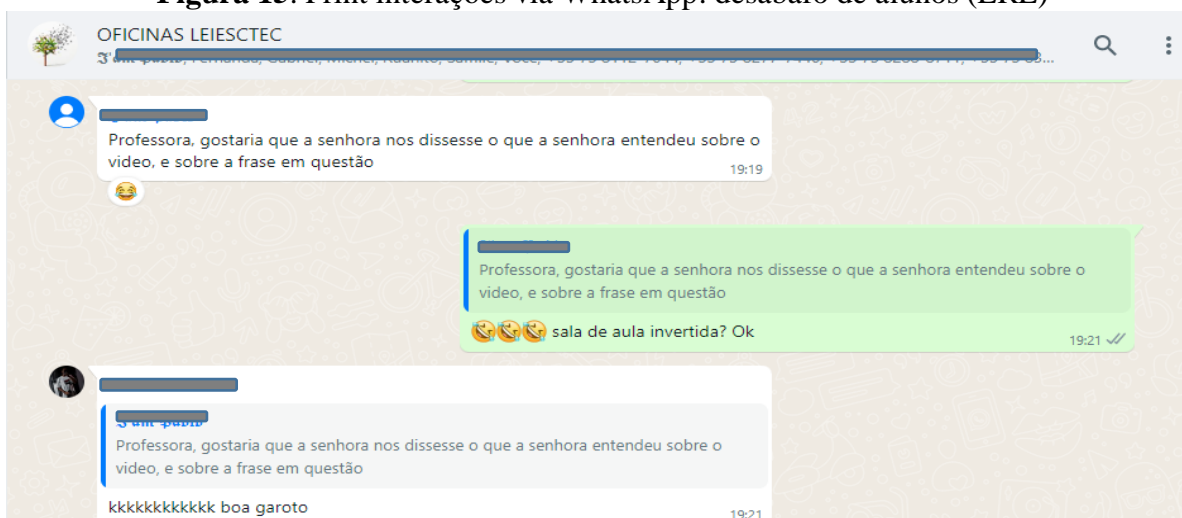 Figura 15: Print interações via WhatsApp: desabafo de alunos (ERE)
OFICINAS LEIESCTEC
Professora, gostaria que a senhora nos dissesse o que a senhora entendeu sobre o
video, e sobre a frase em questão
19:19
Professora, gostaria que a senhora nos dissesse o que a senhora entendeu sobre o
video, e sobre a frase em questão
🤣🤣🤣 sala de aula invertida? Ok
19:21
Professora, gostaria que a senhora nos dissesse o que a senhora entendeu sobre o
video, e sobre a frase em questão
kkkkkkkkkkkk boa garoto
19:21